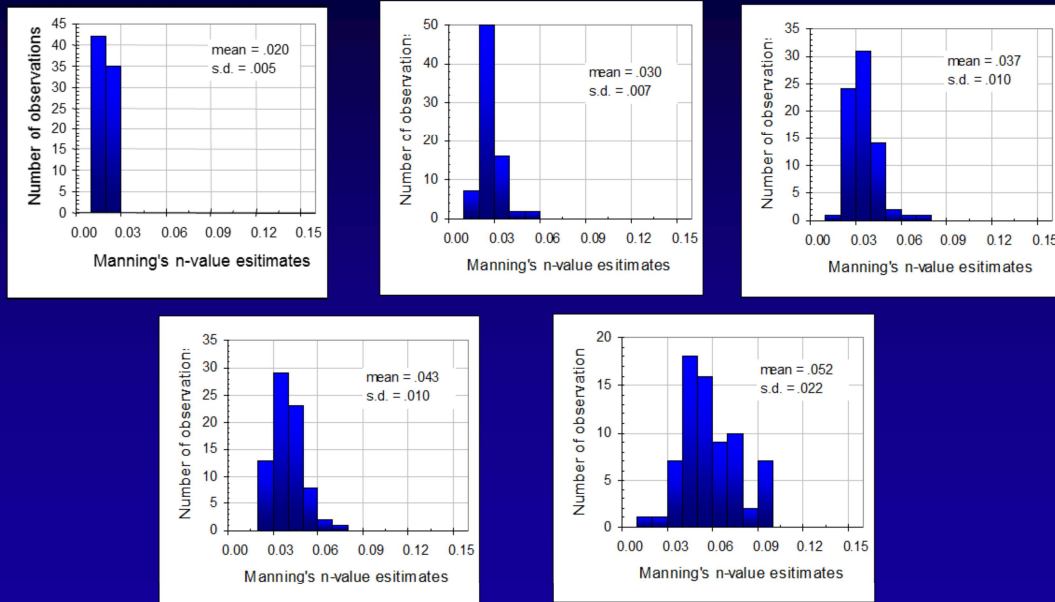 45
40
35
30
25
20
15
10
5
0
Number of observations
mean = .020
s.d. = .005
0.00 0.03 0.06 0.09 0.12 0.15
Manning's n-value esitimates
50
40
30
20
10
0
Number of observation:
mean = .030
s.d. = .007
0.00 0.03 0.06 0.09 0.12 0.15
Manning's n-value esitimates
35
30
25
20
15
10
5
0
Number of observation:
mean = .037
s.d. = .010
0.00 0.03 0.06 0.09 0.12 0.15
Manning's n-value esitimates
35
30
25
20
15
10
5
0
Number of observation:
mean = .043
s.d. = .010
0.00 0.03 0.06 0.09 0.12 0.15
Manning's n-value esitimates
20
15
10
5
0
Number of observation
mean = .052
s.d. = .022
0.00 0.03 0.06 0.09 0.12 0.15
Manning's n-value esitimates